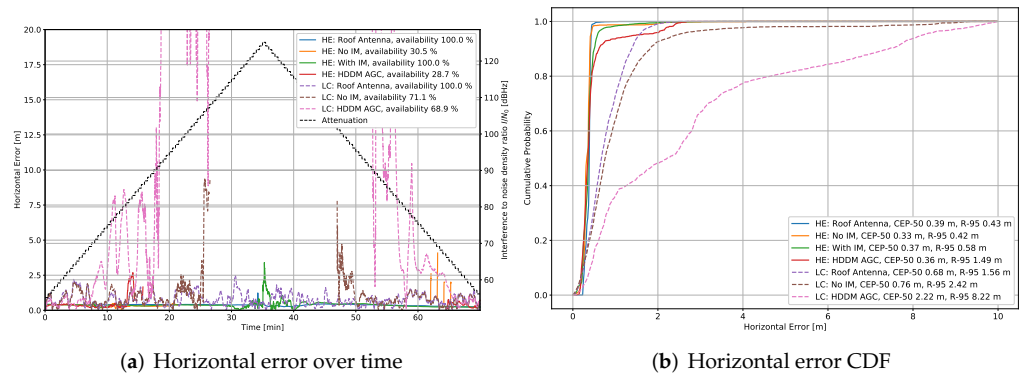 20.0
17.5
15.0
12.5
10.0
7.5
5.0
2.5
0.0
Horizontal Error [m]
0
10
20
30
40
50
60
Time [min]
120
110
100
90
80
70
60
Interference to noise density ratio I/N0 [dBHz]
HE: Roof Antenna, availability 100.0 %
HE: No IM, availability 30.5 %
HE: With IM, availability 100.0 %
HE: HDDM AGC, availability 28.7 %
LC: Roof Antenna, availability 100.0 %
LC: No IM, availability 71.1 %
LC: HDDM AGC, availability 68.9 %
Attenuation
(a) Horizontal error over time
1.0
0.8
0.6
0.4
0.2
0.0
Cumulative Probability
0
2
4
6
8
10
Horizontal Error [m]
HE: Roof Antenna, CEP-50 0.39 m, R-95 0.43 m
HE: No IM, CEP-50 0.33 m, R-95 0.42 m
HE: With IM, CEP-50 0.37 m, R-95 0.58 m
HE: HDDM AGC, CEP-50 0.36 m, R-95 1.49 m
LC: Roof Antenna, CEP-50 0.68 m, R-95 1.56 m
LC: No IM, CEP-50 0.76 m, R-95 2.42 m
LC: HDDM AGC, CEP-50 2.22 m, R-95 8.22 m
(b) Horizontal error CDF